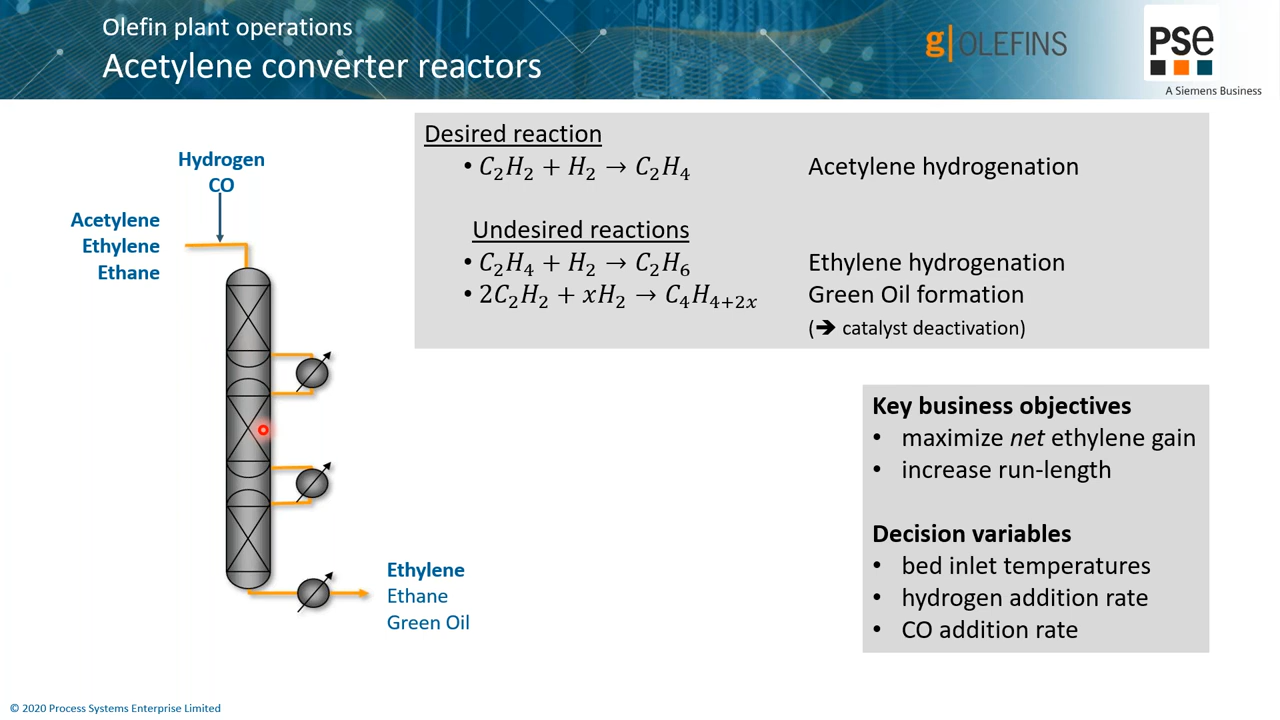 Olefin plant operations
Acetylene converter reactors
g|OLEFINS
PSE
A Siemens Business
Hydrogen
CO
Acetylene
Ethylene
Ethane
Desired reaction
• C₂H₂ + H₂ → C₂H₄ Acetylene hydrogenation
Undesired reactions
• C₂H₄ + H₂ → C₂H₆ Ethylene hydrogenation
• 2C₂H₂ + xH₂ → C₄H₄₊₂ₓ Green Oil formation
(➔ catalyst deactivation)
Key business objectives
• maximize net ethylene gain
• increase run-length
Decision variables
• bed inlet temperatures
• hydrogen addition rate
• CO addition rate
Ethylene
Ethane
Green Oil
© 2020 Process Systems Enterprise Limited